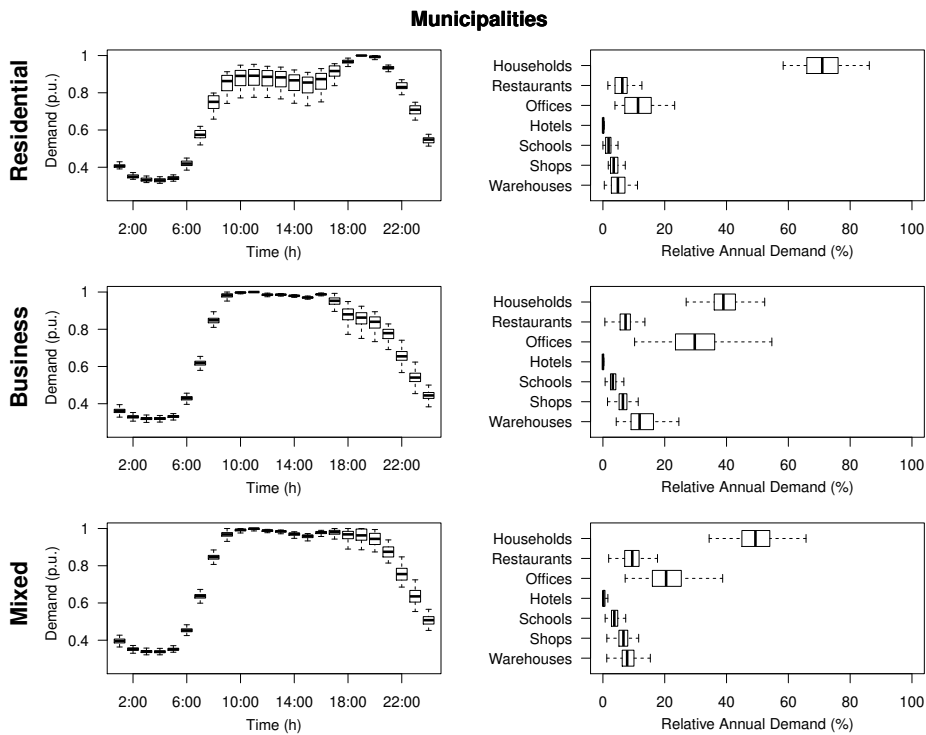 Municipalities
Residential
Demand (p.u.)
1
0.8
0.6
0.4
2:00 6:00 10:00 14:00 18:00 22:00
Time (h)
Households
Restaurants
Offices
Hotels
Schools
Shops
Warehouses
0 20 40 60 80 100
Relative Annual Demand (%)
Business
Demand (p.u.)
1
0.8
0.6
0.4
2:00 6:00 10:00 14:00 18:00 22:00
Time (h)
Households
Restaurants
Offices
Hotels
Schools
Shops
Warehouses
0 20 40 60 80 100
Relative Annual Demand (%)
Mixed
Demand (p.u.)
1
0.8
0.6
0.4
2:00 6:00 10:00 14:00 18:00 22:00
Time (h)
Households
Restaurants
Offices
Hotels
Schools
Shops
Warehouses
0 20 40 60 80 100
Relative Annual Demand (%)